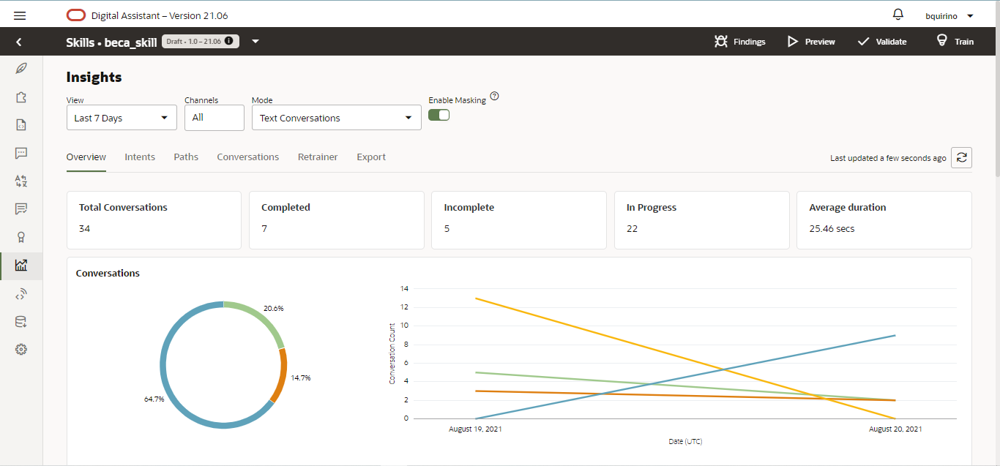 Digital Assistant – Version 21.06
bquirino
Skills • beca_skill Draft • 1.0 – 21.06
Findings Preview Validate Train
Insights
View Channels Mode Enable Masking
Last 7 Days All Text Conversations
Overview Intents Paths Conversations Retrainer Export
Last updated a few seconds ago
Total Conversations
34
Completed
7
Incomplete
5
In Progress
22
Average duration
25.46 secs
Conversations
20.6%
14.7%
64.7%
Conversation Count
14
12
10
8
6
4
2
0
August 19, 2021 August 20, 2021
Date (UTC)